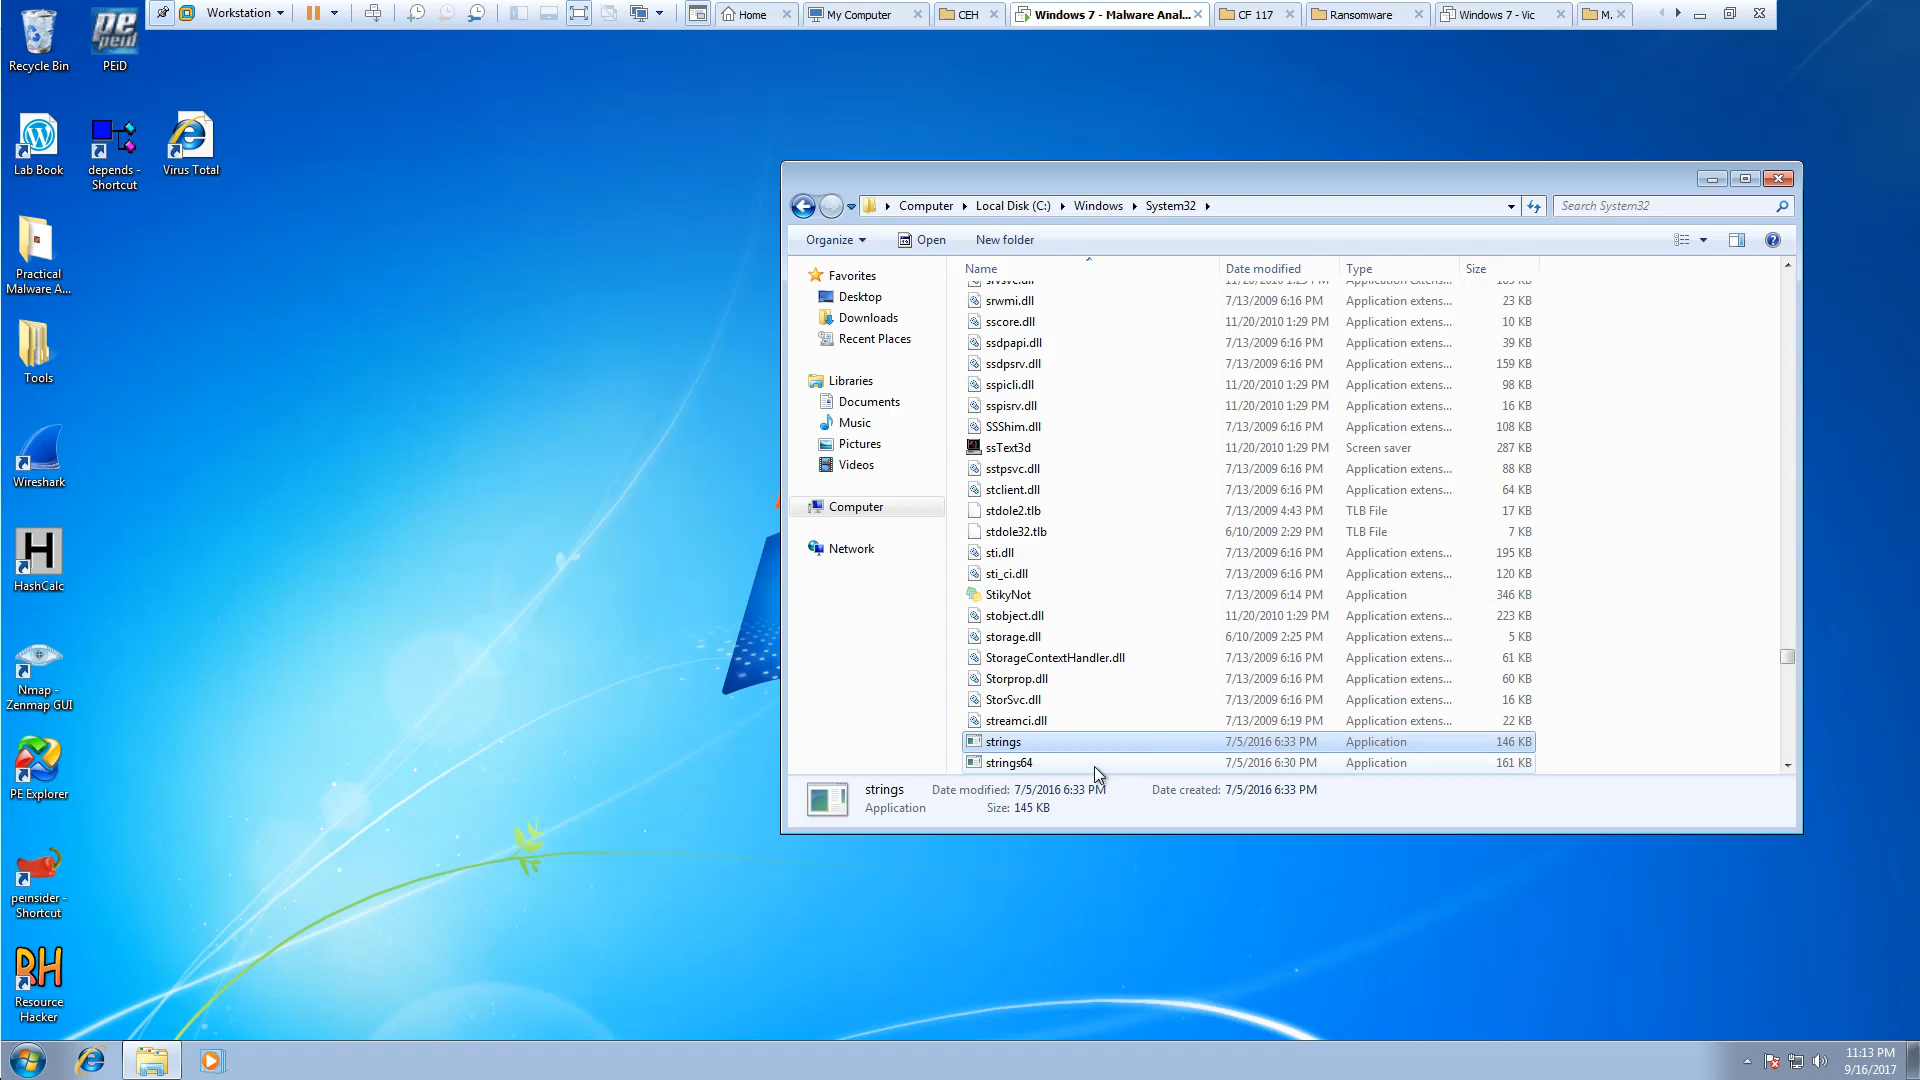 Workstation
Home
My Computer
CEH
Windows 7 - Malware Anal...
CF 117
Ransomware
Windows 7 - Vic
M.
Recycle Bin
PEiD
Lab Book
depends -
Shortcut
Virus Total
Practical
Malware A...
Tools
Wireshark
HashCalc
Nmap -
Zenmap GUI
PE Explorer
peinsider -
Shortcut
RH
Resource
Hacker
Computer
Local Disk (C:)
Windows
System32
Search System32
Organize
Open
New folder
Favorites
Desktop
Downloads
Recent Places
Libraries
Documents
Music
Pictures
Videos
Computer
Network
Name Date modified Type Size
srwmi.dll 7/13/2009 6:16 PM Application extens... 23 KB
sscore.dll 11/20/2010 1:29 PM Application extens... 10 KB
ssdpapi.dll 7/13/2009 6:16 PM Application extens... 39 KB
ssdpsrv.dll 7/13/2009 6:16 PM Application extens... 159 KB
sspicli.dll 11/20/2010 1:29 PM Application extens... 98 KB
sspisrv.dll 11/20/2010 1:29 PM Application extens... 16 KB
SSShim.dll 7/13/2009 6:16 PM Application extens... 108 KB
ssText3d 11/20/2010 1:29 PM Screen saver 287 KB
sstpsvc.dll 7/13/2009 6:16 PM Application extens... 88 KB
stclient.dll 7/13/2009 6:16 PM Application extens... 64 KB
stdole2.tlb 7/13/2009 4:43 PM TLB File 17 KB
stdole32.tlb 6/10/2009 2:29 PM TLB File 7 KB
sti.dll 7/13/2009 6:16 PM Application extens... 195 KB
sti_ci.dll 7/13/2009 6:16 PM Application extens... 120 KB
StikyNot 7/13/2009 6:14 PM Application 346 KB
stobject.dll 11/20/2010 1:29 PM Application extens... 223 KB
storage.dll 6/10/2009 2:25 PM Application extens... 5 KB
StorageContextHandler.dll 7/13/2009 6:16 PM Application extens... 61 KB
Storprop.dll 7/13/2009 6:16 PM Application extens... 60 KB
StorSvc.dll 7/13/2009 6:16 PM Application extens... 16 KB
streamci.dll 7/13/2009 6:19 PM Application extens... 22 KB
strings 7/5/2016 6:33 PM Application 146 KB
strings64 7/5/2016 6:30 PM Application 161 KB
strings Date modified: 7/5/2016 6:33 PM Date created: 7/5/2016 6:33 PM
Application Size: 145 KB
11:13 PM
9/16/2017